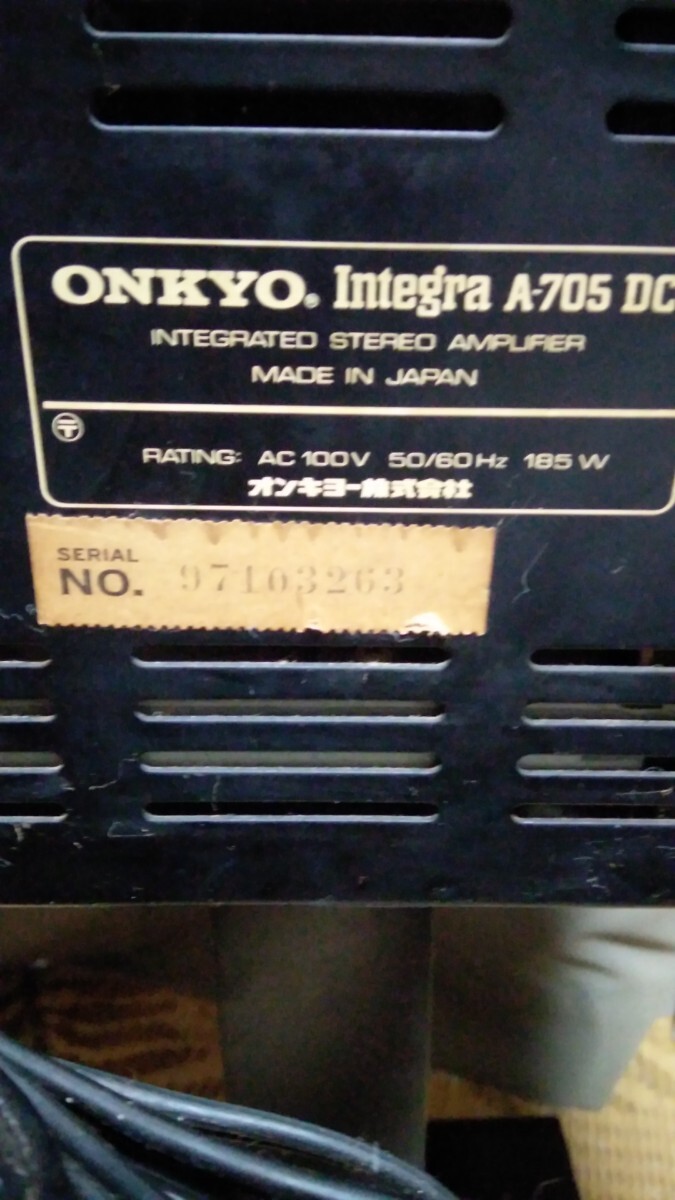 ONKYO® Integra A-705 DC
INTEGRATED STEREO AMPLIFIER
MADE IN JAPAN
〒
RATING: AC 100V 50/60Hz 185 W
オンキヨー株式会社
SERIAL
NO. 97103263